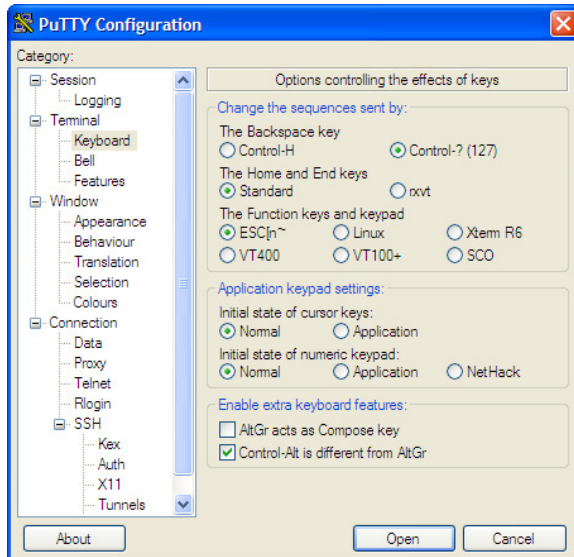 PuTTY Configuration
Category:
Session
Logging
Terminal
Keyboard
Bell
Features
Window
Appearance
Behaviour
Translation
Selection
Colours
Connection
Data
Proxy
Telnet
Rlogin
SSH
Kex
Auth
X11
Tunnels
Options controlling the effects of keys
Change the sequences sent by:
The Backspace key
Control-H Control-? (127)
The Home and End keys
Standard rxvt
The Function keys and keypad
ESC[n~ Linux Xterm R6
VT400 VT100+ SCO
Application keypad settings:
Initial state of cursor keys:
Normal Application
Initial state of numeric keypad:
Normal Application NetHack
Enable extra keyboard features:
AltGr acts as Compose key
Control-Alt is different from AltGr
About Open Cancel